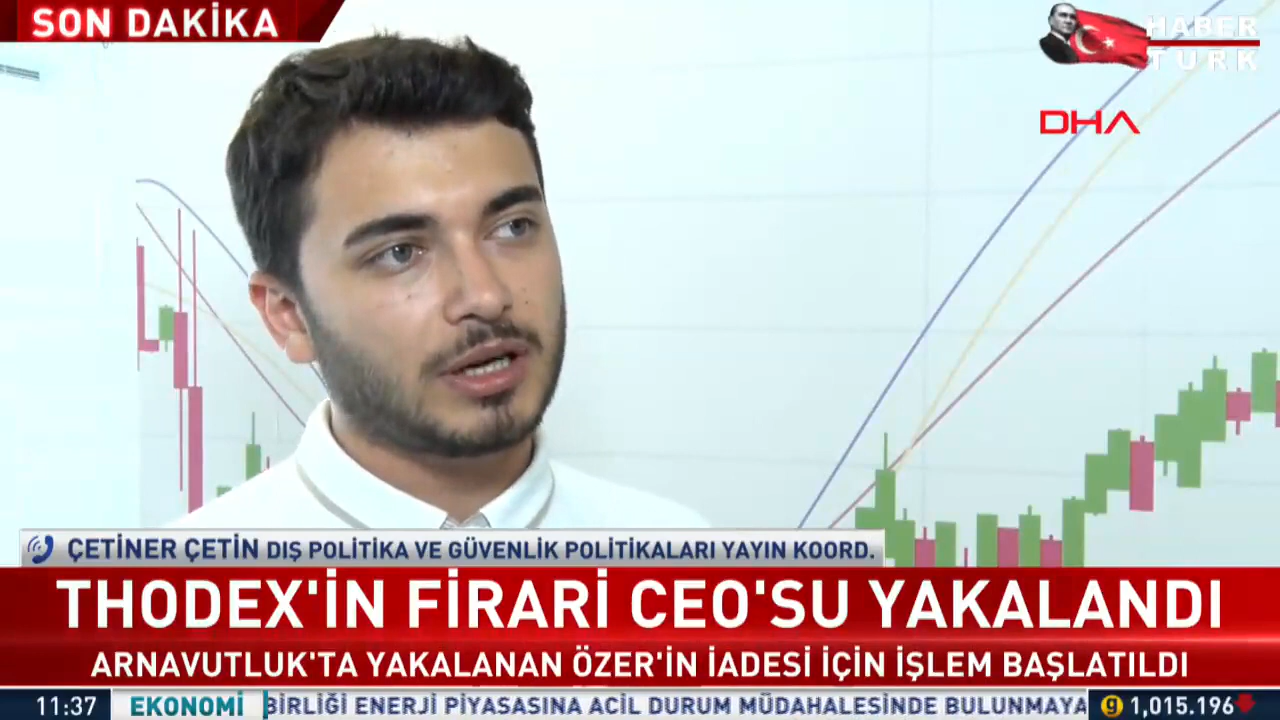 SON DAKİKA
HABER
TURK
DHA
ÇETİNER ÇETİN DIŞ POLİTİKA VE GÜVENLİK POLİTİKALARI YAYIN KOORD.
THODEX'İN FİRARİ CEO'SU YAKALANDI
ARNAVUTLUK'TA YAKALANAN ÖZER'İN İADESİ İÇİN İŞLEM BAŞLATILDI
11:37 EKONOMİ BİRLİĞİ ENERJİ PİYASASINA ACİL DURUM MÜDAHALESİNDE BULUNMAYA g 1,015.196